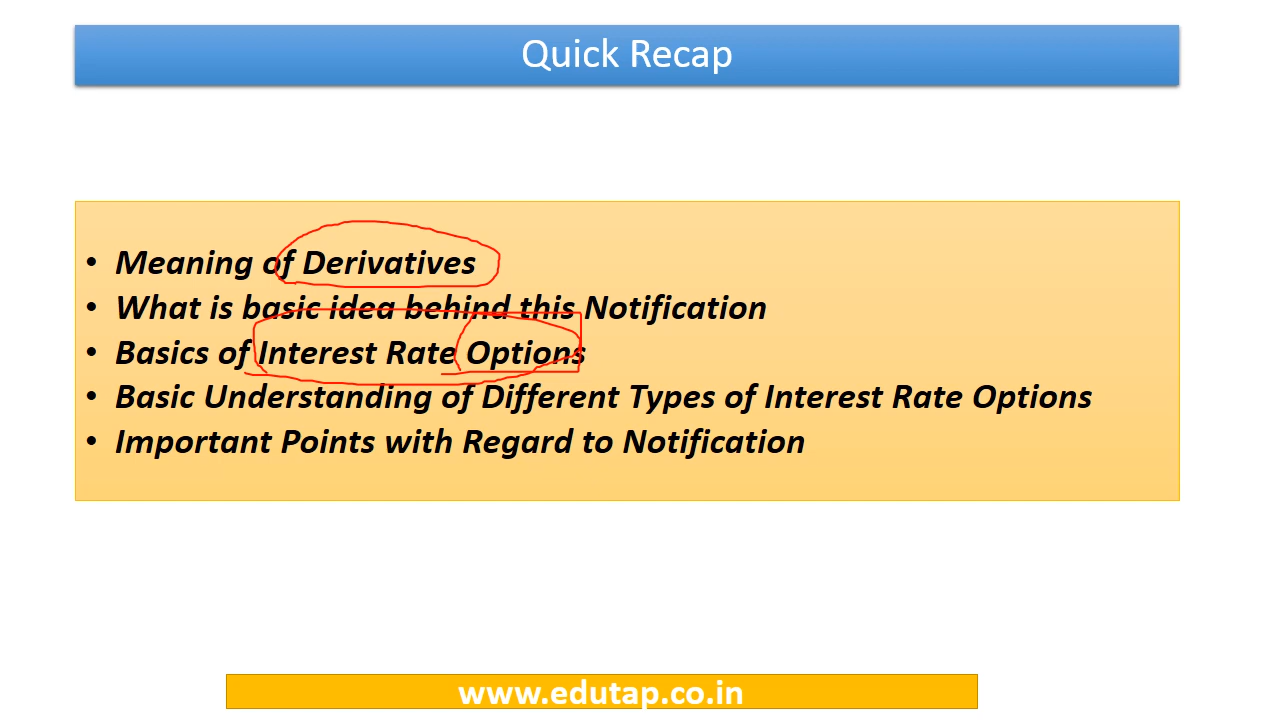 Quick Recap
• Meaning of Derivatives
• What is basic idea behind this Notification
• Basics of Interest Rate Options
• Basic Understanding of Different Types of Interest Rate Options
• Important Points with Regard to Notification
www.edutap.co.in